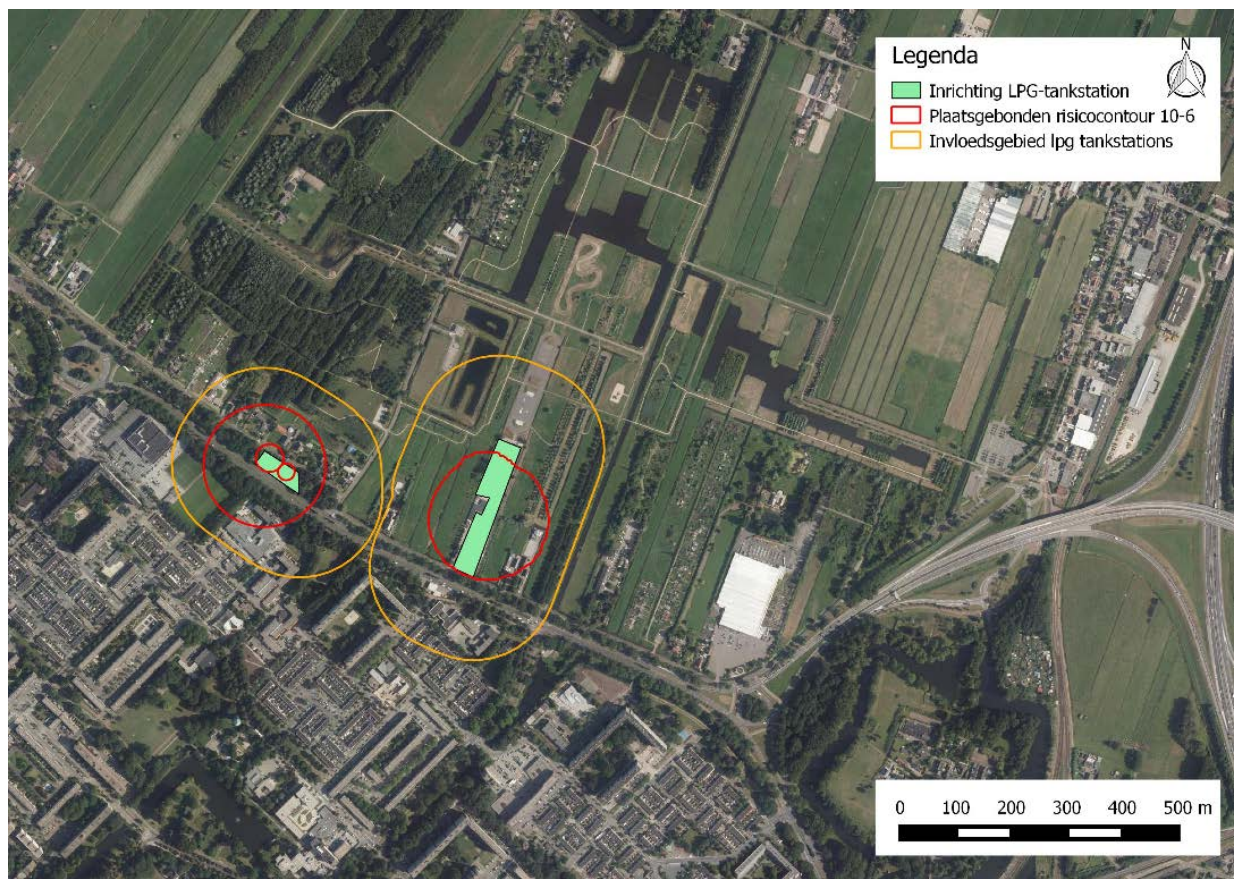 Legenda
N
Inrichting LPG-tankstation
Plaatsgebonden risicocontour 10-6
Invloedsgebied lpg tankstations
0 100 200 300 400 500 m